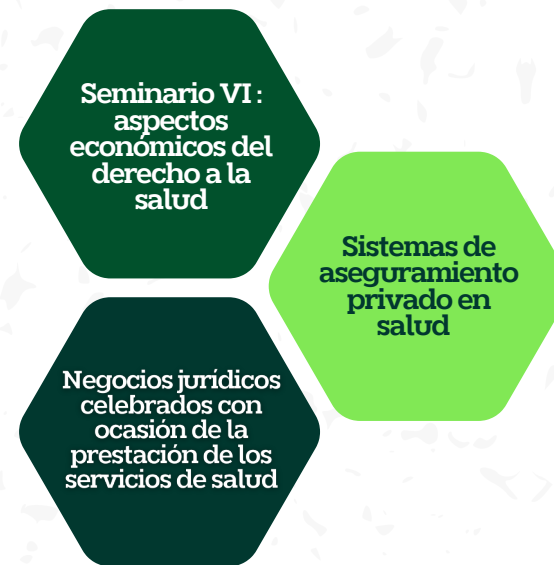 Seminario VI :
aspectos
económicos del
derecho a la
salud
Sistemas de
aseguramiento
privado en
salud
Negocios jurídicos
celebrados con
ocasión de la
prestación de los
servicios de salud